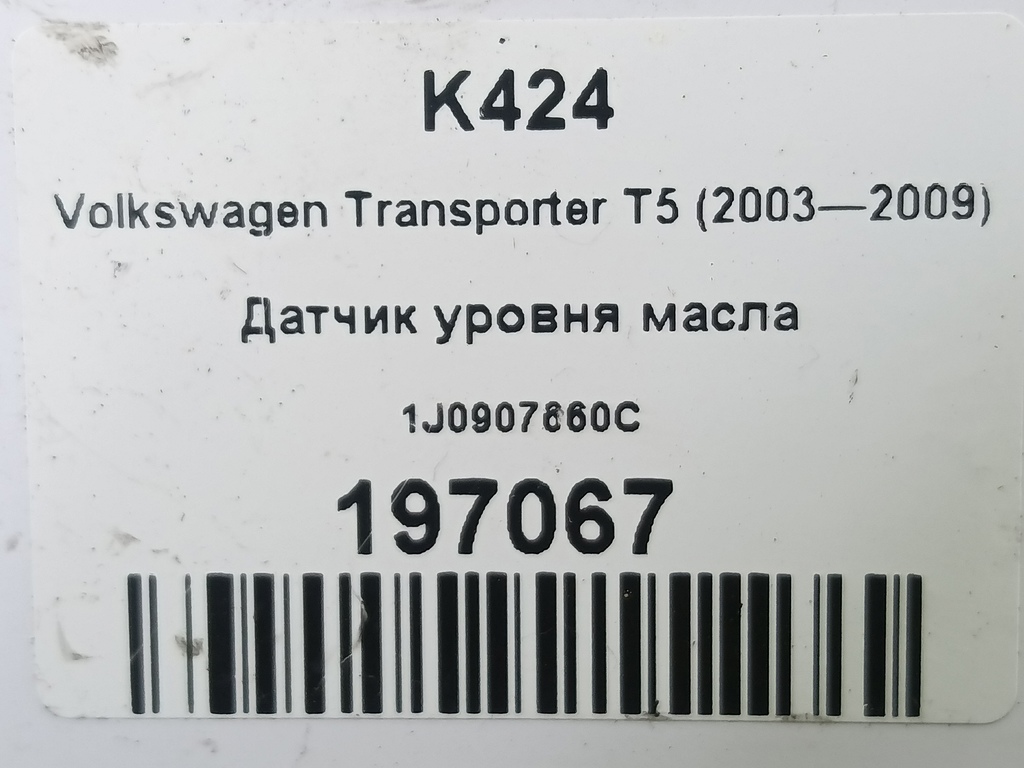 K424
Volkswagen Transporter T5 (2003—2009)
Датчик уровня масла
1J0907660C
197067